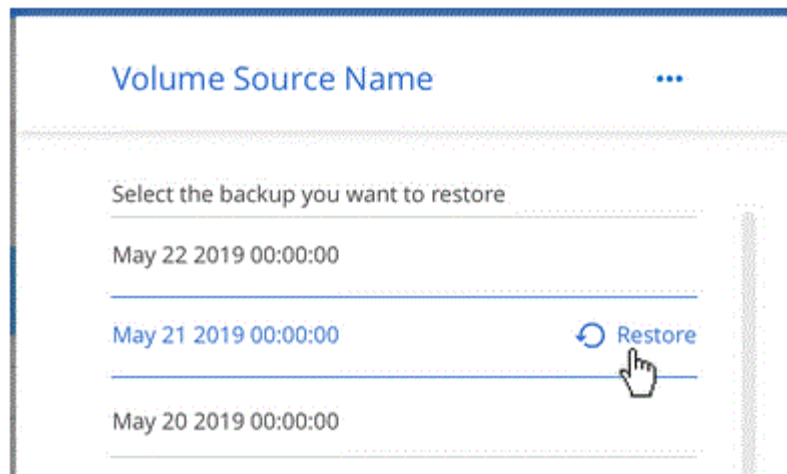 Volume Source Name
Select the backup you want to restore
May 22 2019 00:00:00
May 21 2019 00:00:00 Restore
May 20 2019 00:00:00